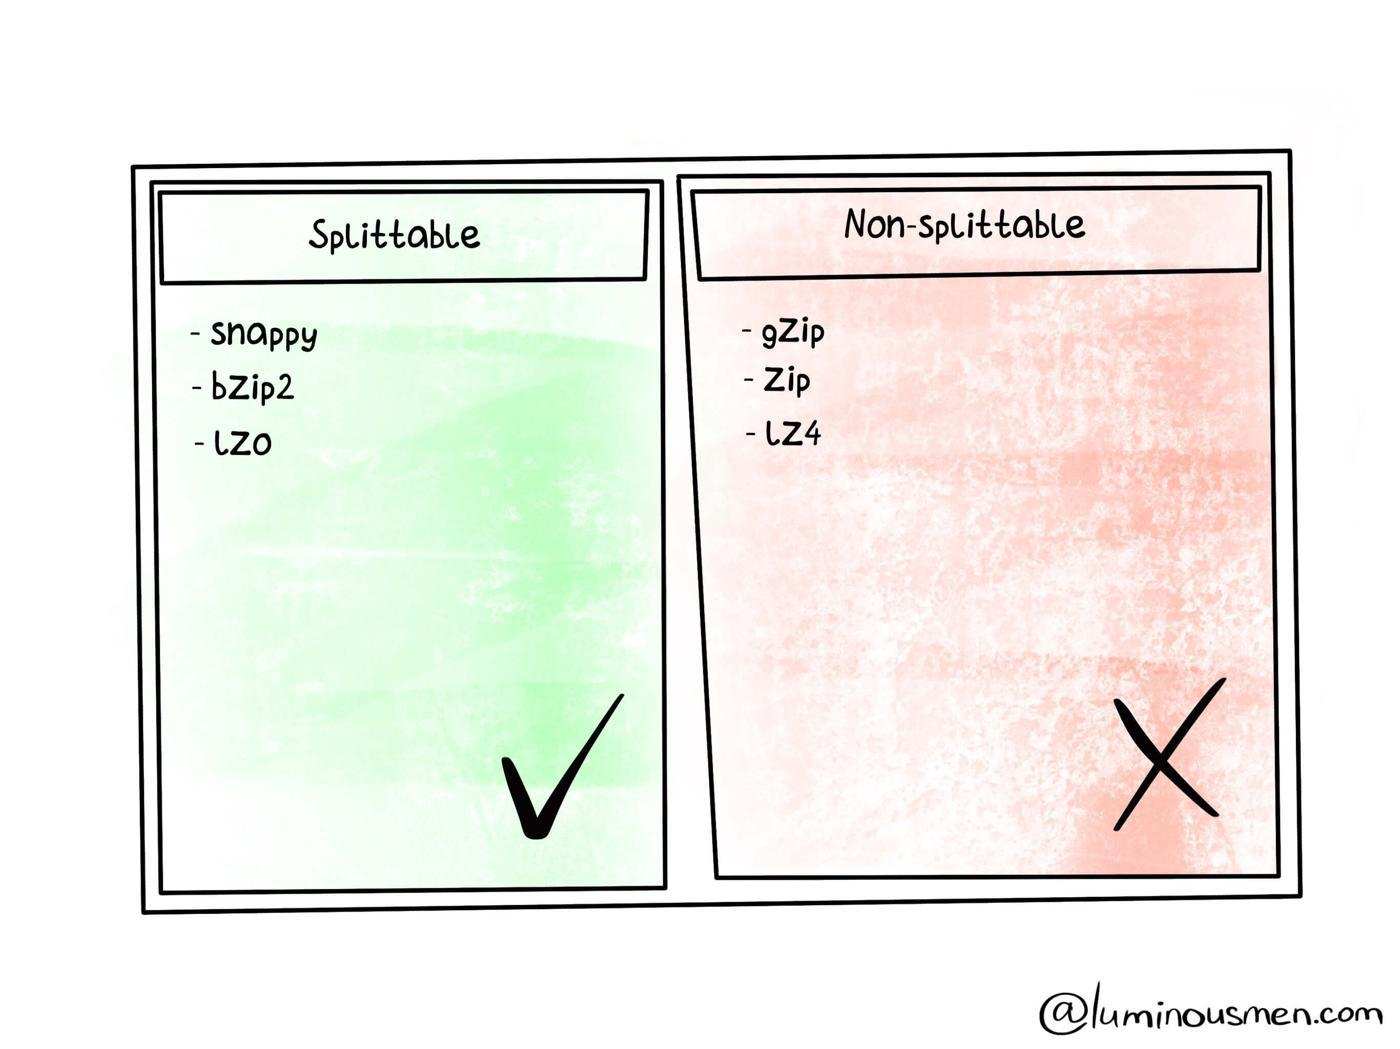 Splittable
- snappy
- bzip2
- lzo
Non-splittable
- gzip
- zip
- lz4
@luminousmen.com